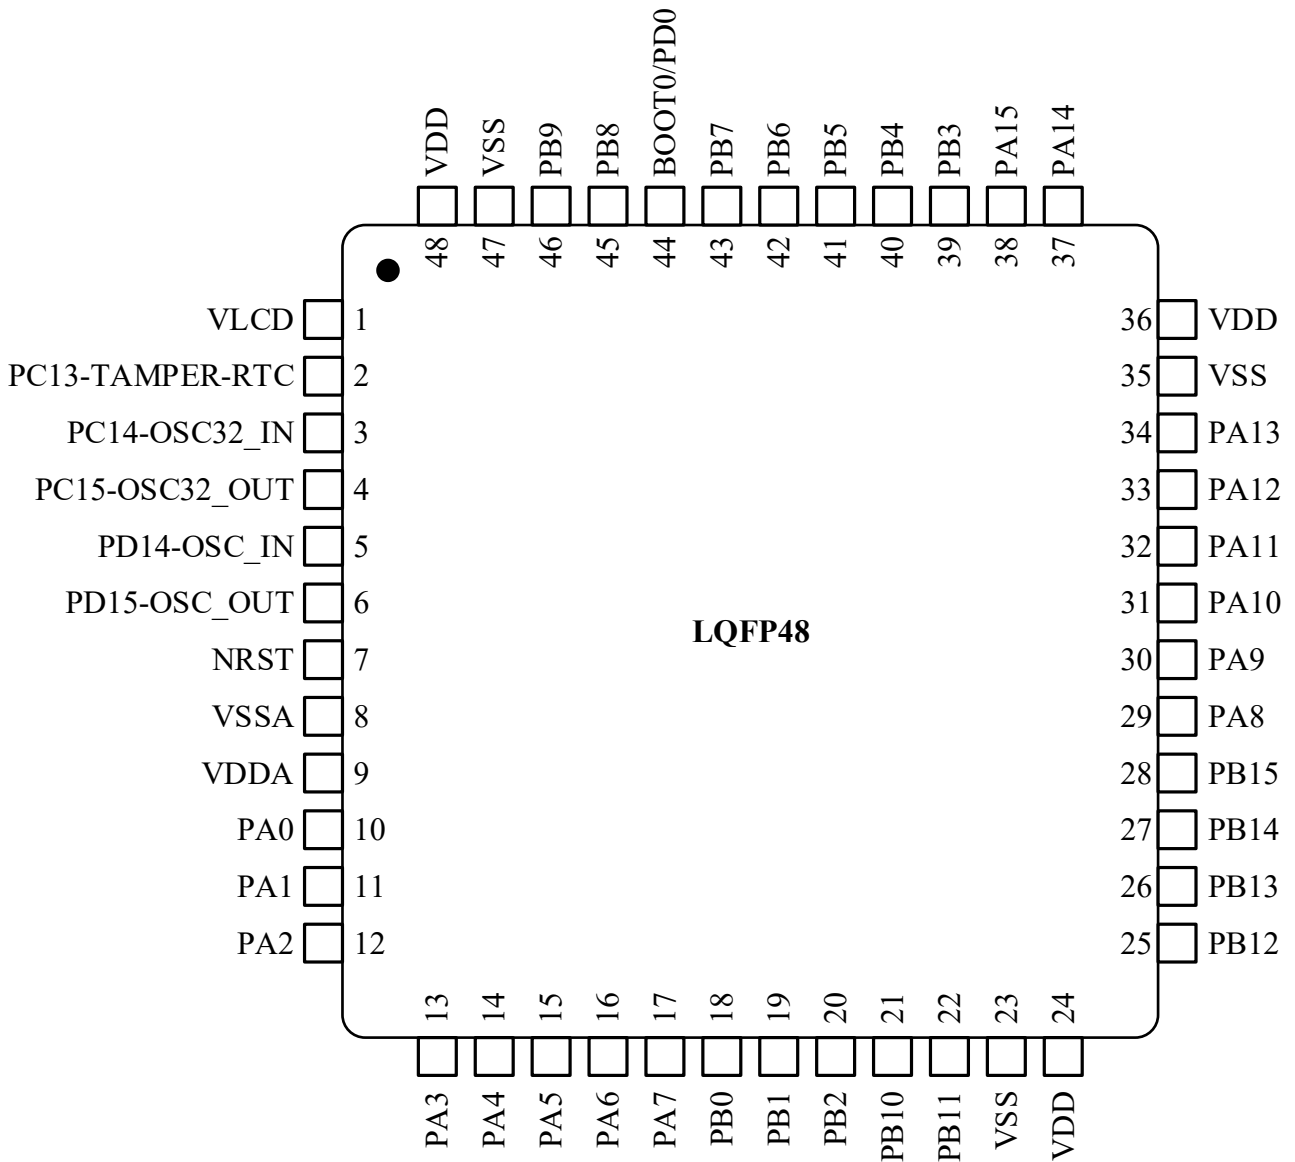 VDD VSS PB9 PB8 BOOT0/PD0 PB7 PB6 PB5 PB4 PB3 PA15 PA14
48 47 46 45 44 43 42 41 40 39 38 37
VLCD 1 36 VDD
PC13-TAMPER-RTC 2 35 VSS
PC14-OSC32_IN 3 34 PA13
PC15-OSC32_OUT 4 33 PA12
PD14-OSC_IN 5 32 PA11
PD15-OSC_OUT 6 31 PA10
LQFP48
NRST 7 30 PA9
VSSA 8 29 PA8
VDDA 9 28 PB15
PA0 10 27 PB14
PA1 11 26 PB13
PA2 12 25 PB12
13 14 15 16 17 18 19 20 21 22 23 24
PA3 PA4 PA5 PA6 PA7 PB0 PB1 PB2 PB10 PB11 VSS VDD